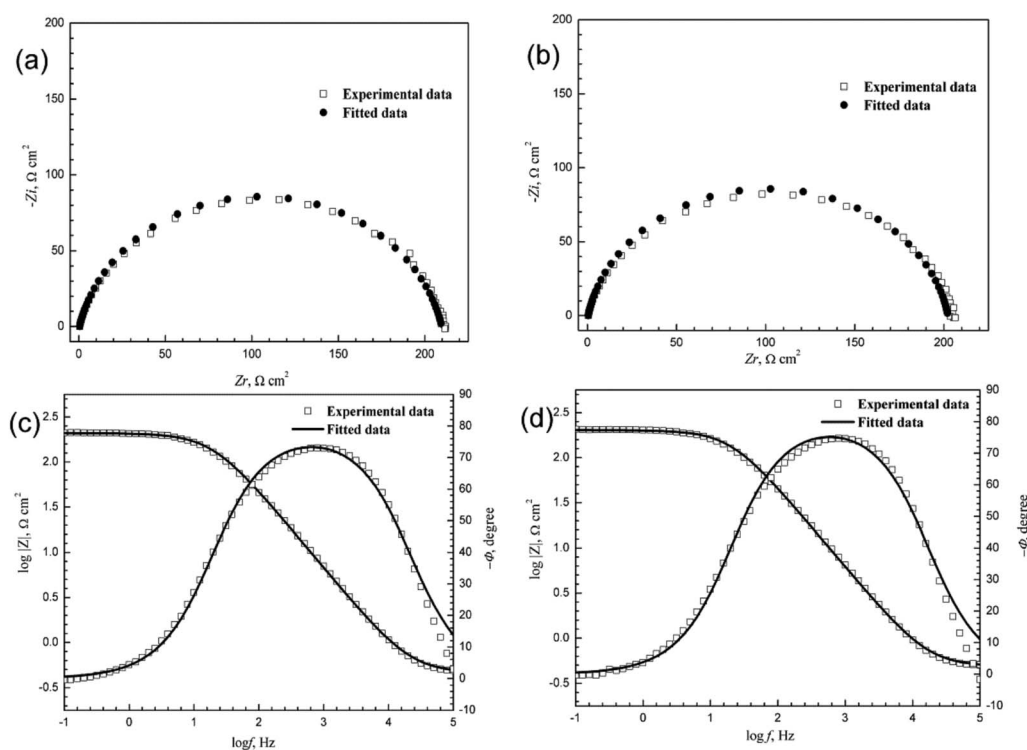 (a)
200
150
100
50
0
-Zi, Ω cm²
Experimental data
Fitted data
0 50 100 150 200
Zr, Ω cm²
(b)
200
150
100
50
0
-Zi, Ω cm²
Experimental data
Fitted data
0 50 100 150 200
Zr, Ω cm²
(c)
2.5
2.0
1.5
1.0
0.5
0.0
-0.5
log |Z|, Ω cm²
Experimental data
Fitted data
90
80
70
60
50
40
30
20
10
0
-10
-Φ, degree
-1 0 1 2 3 4 5
logf, Hz
(d)
2.5
2.0
1.5
1.0
0.5
0.0
-0.5
log |Z|, Ω cm²
Experimental data
Fitted data
90
80
70
60
50
40
30
20
10
0
-10
-Φ, degree
-1 0 1 2 3 4 5
log f, Hz